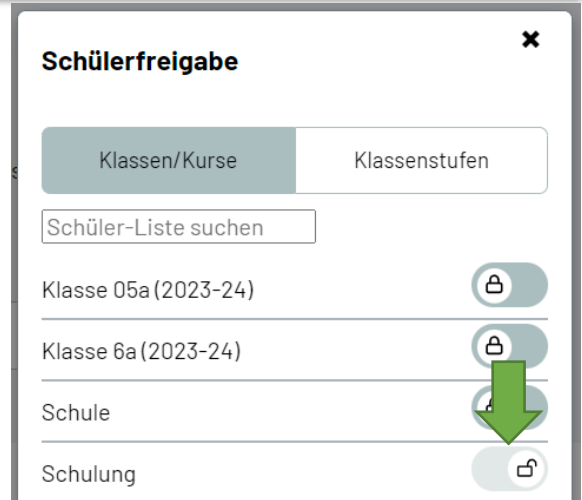 Schülerfreigabe
Klassen/Kurse
Klassenstufen
Schüler-Liste suchen
Klasse 05a (2023-24)
Klasse 6a (2023-24)
Schule
Schulung